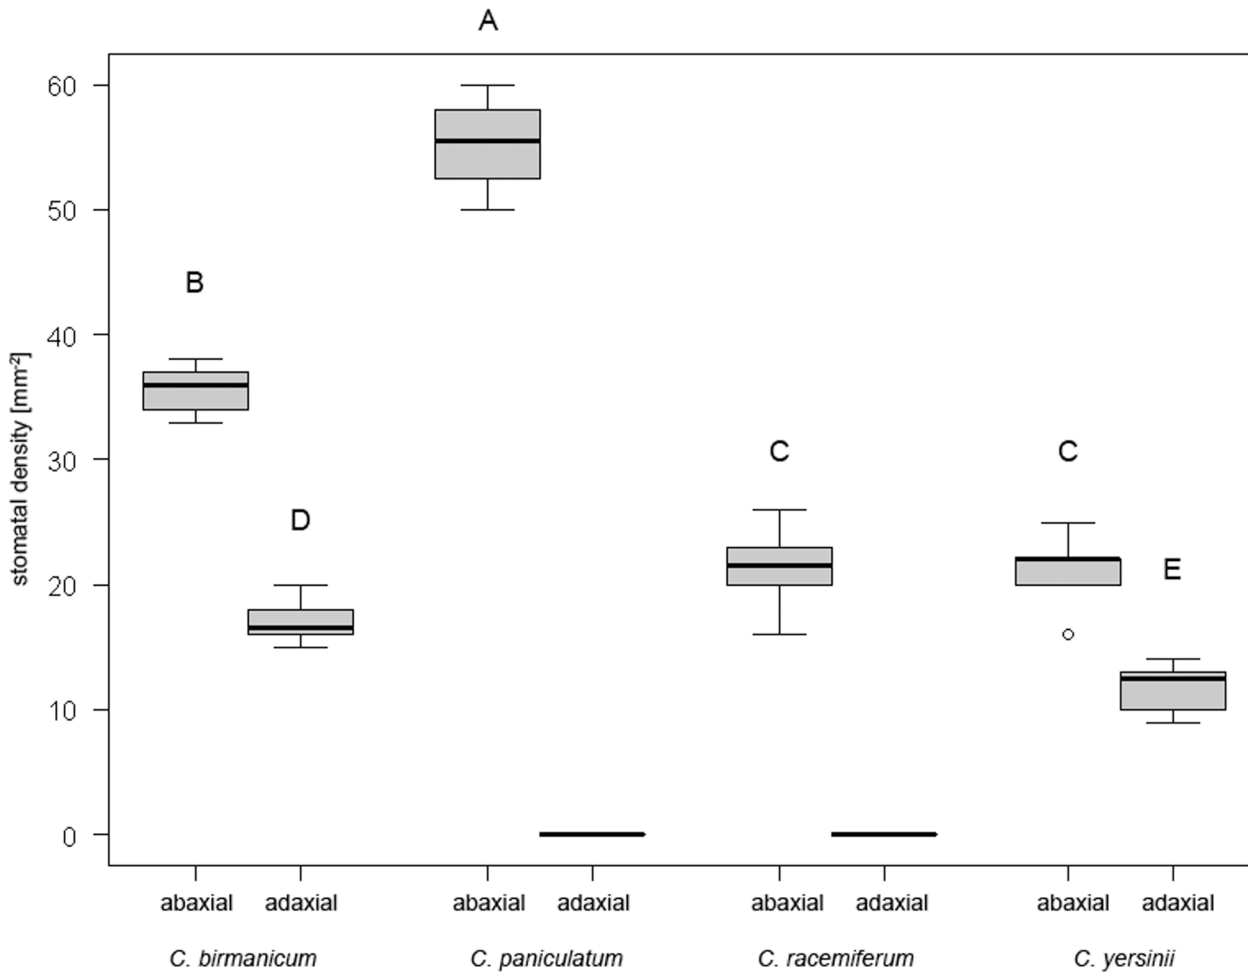 A
60
50
B
40
stomatal density [mm⁻²]
C
C
30
D
E
20
10
0
abaxial adaxial abaxial adaxial abaxial adaxial abaxial adaxial
C. birmanicum C. paniculatum C. racemiferum C. yersinii